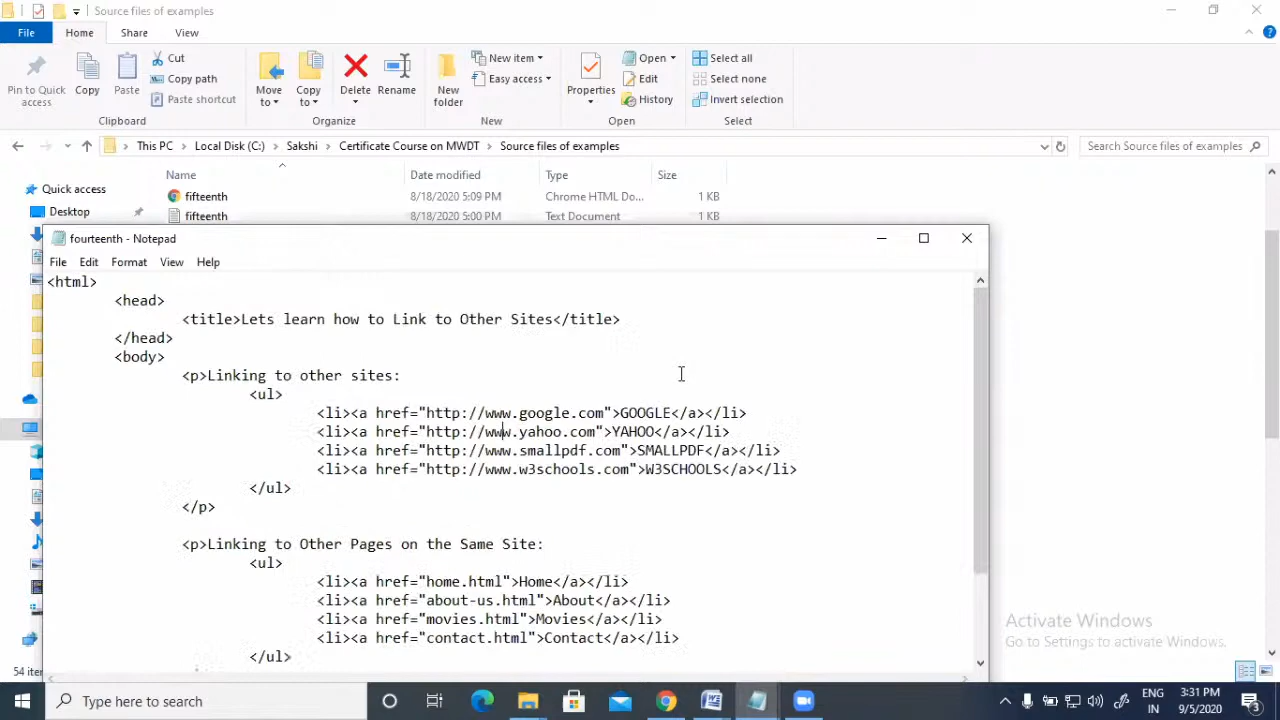 Source files of examples
File Home Share View
Pin to Quick access
Copy
Paste
Cut
Copy path
Paste shortcut
Clipboard
Move to
Copy to
Delete
Rename
Organize
New folder
New item
Easy access
New
Properties
Open
Edit
History
Open
Select all
Select none
Invert selection
Select
This PC > Local Disk (C:) > Sakshi > Certificate Course on MWDT > Source files of examples
Search Source files of examples
Name Date modified Type Size
Quick access
Desktop
fifteenth 8/18/2020 5:09 PM Chrome HTML Do... 1 KB
fifteenth 8/18/2020 5:00 PM Text Document 1 KB
fourteenth - Notepad
File Edit Format View Help
<html>
<head>
<title>Lets learn how to Link to Other Sites</title>
</head>
<body>
<p>Linking to other sites:
<ul>
<li><a href="http://www.google.com">GOOGLE</a></li>
<li><a href="http://www.yahoo.com">YAHOO</a></li>
<li><a href="http://www.smallpdf.com">SMALLPDF</a></li>
<li><a href="http://www.w3schools.com">W3SCHOOLS</a></li>
</ul>
</p>
<p>Linking to Other Pages on the Same Site:
<ul>
<li><a href="home.html">Home</a></li>
<li><a href="about-us.html">About</a></li>
<li><a href="movies.html">Movies</a></li>
<li><a href="contact.html">Contact</a></li>
</ul>
Activate Windows
Go to Settings to activate Windows.
54 iter
Type here to search
ENG
IN
3:31 PM
9/5/2020
3